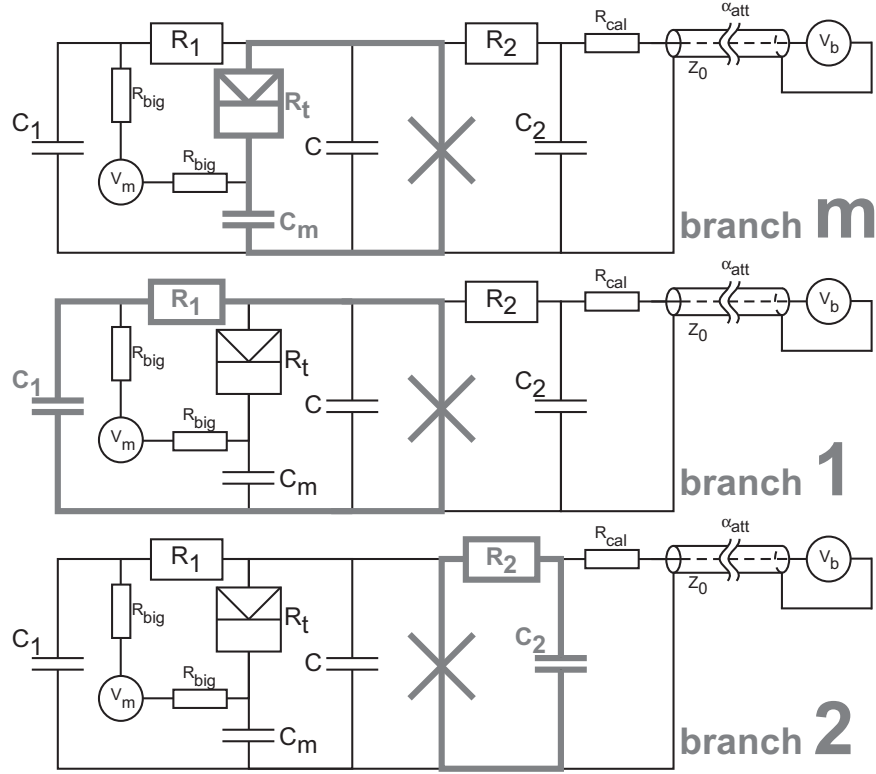 R1 R2 Rcal αatt Vb
Z0
Rbig Rt
C1 C C2
Vm Rbig
Cm
branch m
R1 R2 Rcal αatt Vb
Z0
Rbig Rt
C1 C C2
Vm Rbig
Cm
branch 1
R1 R2 Rcal αatt Vb
Z0
Rbig Rt
C1 C C2
Vm Rbig
Cm
branch 2